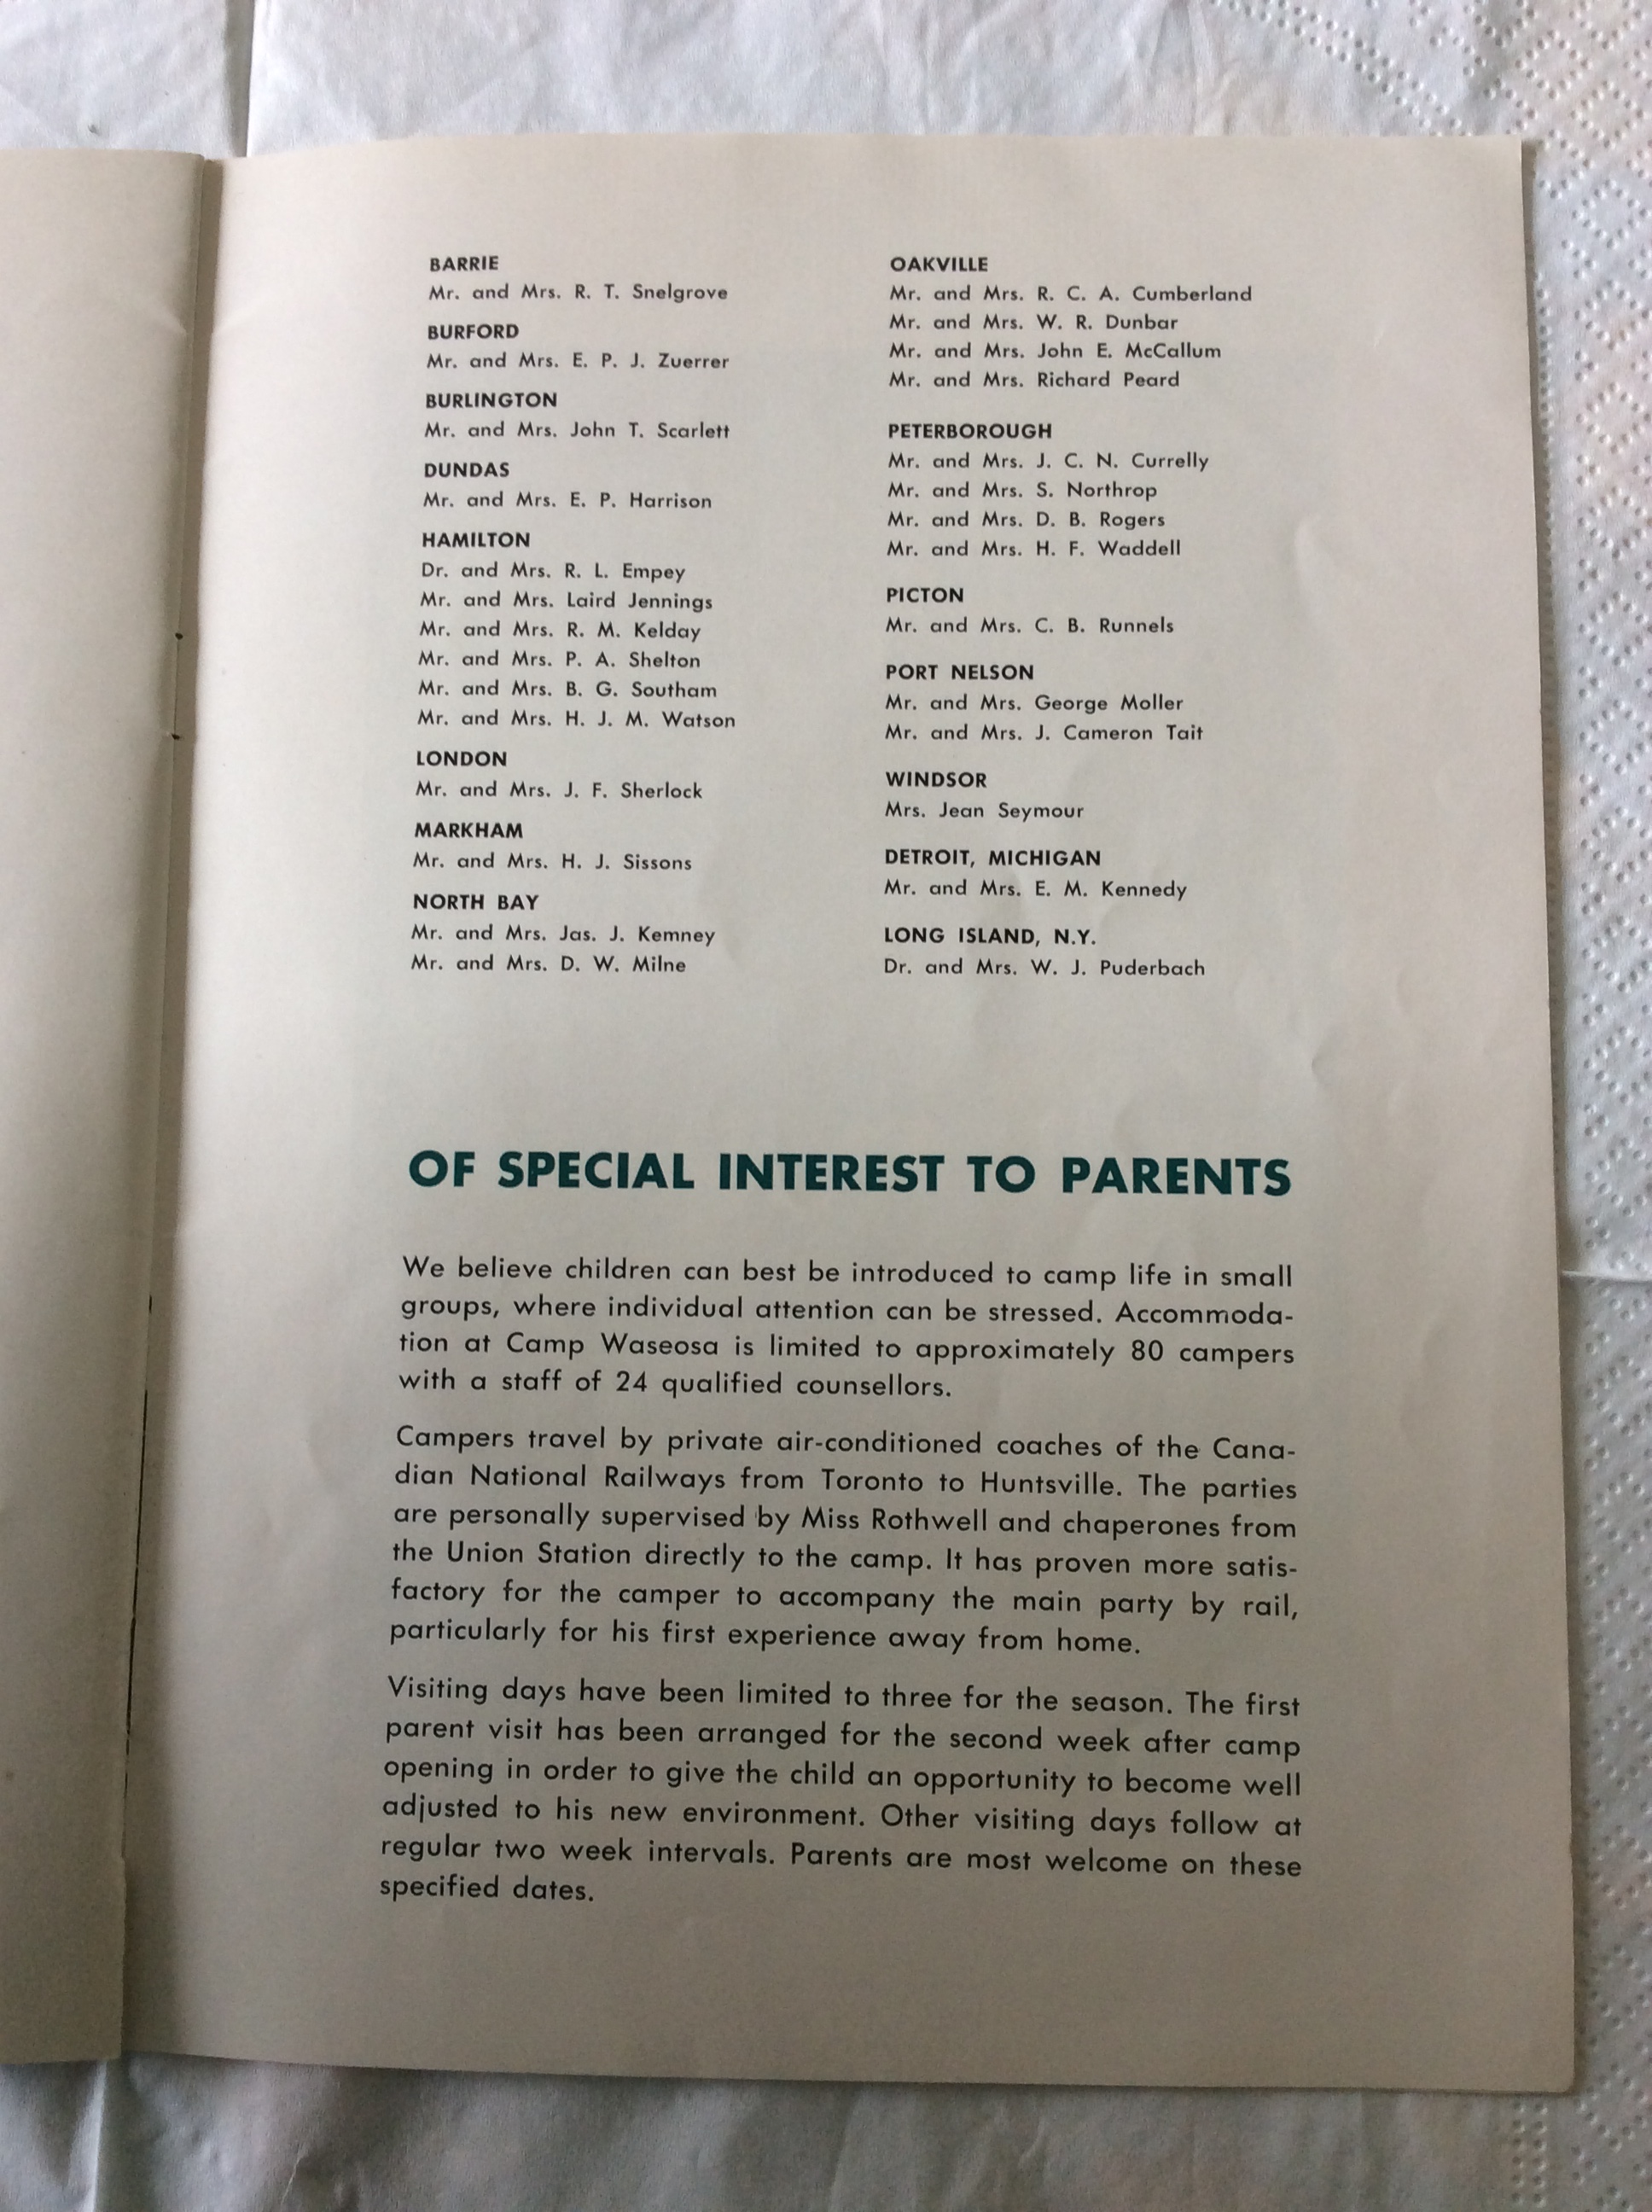 BARRIE
Mr. and Mrs. R. T. Snelgrove
BURFORD
Mr. and Mrs. E. P. J. Zuerrer
BURLINGTON
Mr. and Mrs. John T. Scarlett
DUNDAS
Mr. and Mrs. E. P. Harrison
HAMILTON
Dr. and Mrs. R. L. Empey
Mr. and Mrs. Laird Jennings
Mr. and Mrs. R. M. Kelday
Mr. and Mrs. P. A. Shelton
Mr. and Mrs. B. G. Southam
Mr. and Mrs. H. J. M. Watson
LONDON
Mr. and Mrs. J. F. Sherlock
MARKHAM
Mr. and Mrs. H. J. Sissons
NORTH BAY
Mr. and Mrs. Jas. J. Kemney
Mr. and Mrs. D. W. Milne
OAKVILLE
Mr. and Mrs. R. C. A. Cumberland
Mr. and Mrs. W. R. Dunbar
Mr. and Mrs. John E. McCallum
Mr. and Mrs. Richard Peard
PETERBOROUGH
Mr. and Mrs. J. C. N. Currelly
Mr. and Mrs. S. Northrop
Mr. and Mrs. D. B. Rogers
Mr. and Mrs. H. F. Waddell
PICTON
Mr. and Mrs. C. B. Runnels
PORT NELSON
Mr. and Mrs. George Moller
Mr. and Mrs. J. Cameron Tait
WINDSOR
Mrs. Jean Seymour
DETROIT, MICHIGAN
Mr. and Mrs. E. M. Kennedy
LONG ISLAND, N.Y.
Dr. and Mrs. W. J. Puderbach
OF SPECIAL INTEREST TO PARENTS
We believe children can best be introduced to camp life in small
groups, where individual attention can be stressed. Accommoda-
tion at Camp Waseosa is limited to approximately 80 campers
with a staff of 24 qualified counsellors.
Campers travel by private air-conditioned coaches of the Cana-
dian National Railways from Toronto to Huntsville. The parties
are personally supervised by Miss Rothwell and chaperones from
the Union Station directly to the camp. It has proven more satis-
factory for the camper to accompany the main party by rail,
particularly for his first experience away from home.
Visiting days have been limited to three for the season. The first
parent visit has been arranged for the second week after camp
opening in order to give the child an opportunity to become well
adjusted to his new environment. Other visiting days follow at
regular two week intervals. Parents are most welcome on these
specified dates.